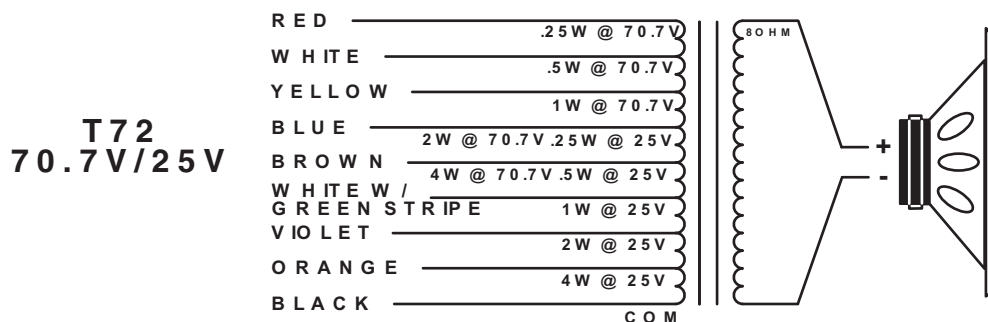 T72
70.7V/25V
RED
.25W @ 70.7V
WHITE
.5W @ 70.7V
YELLOW
1W @ 70.7V
BLUE
2W @ 70.7V .25W @ 25V
BROWN
4W @ 70.7V .5W @ 25V
WHITE W/
GREEN STRIPE
1W @ 25V
VIOLET
2W @ 25V
ORANGE
4W @ 25V
BLACK
COM
8OHM
+
-